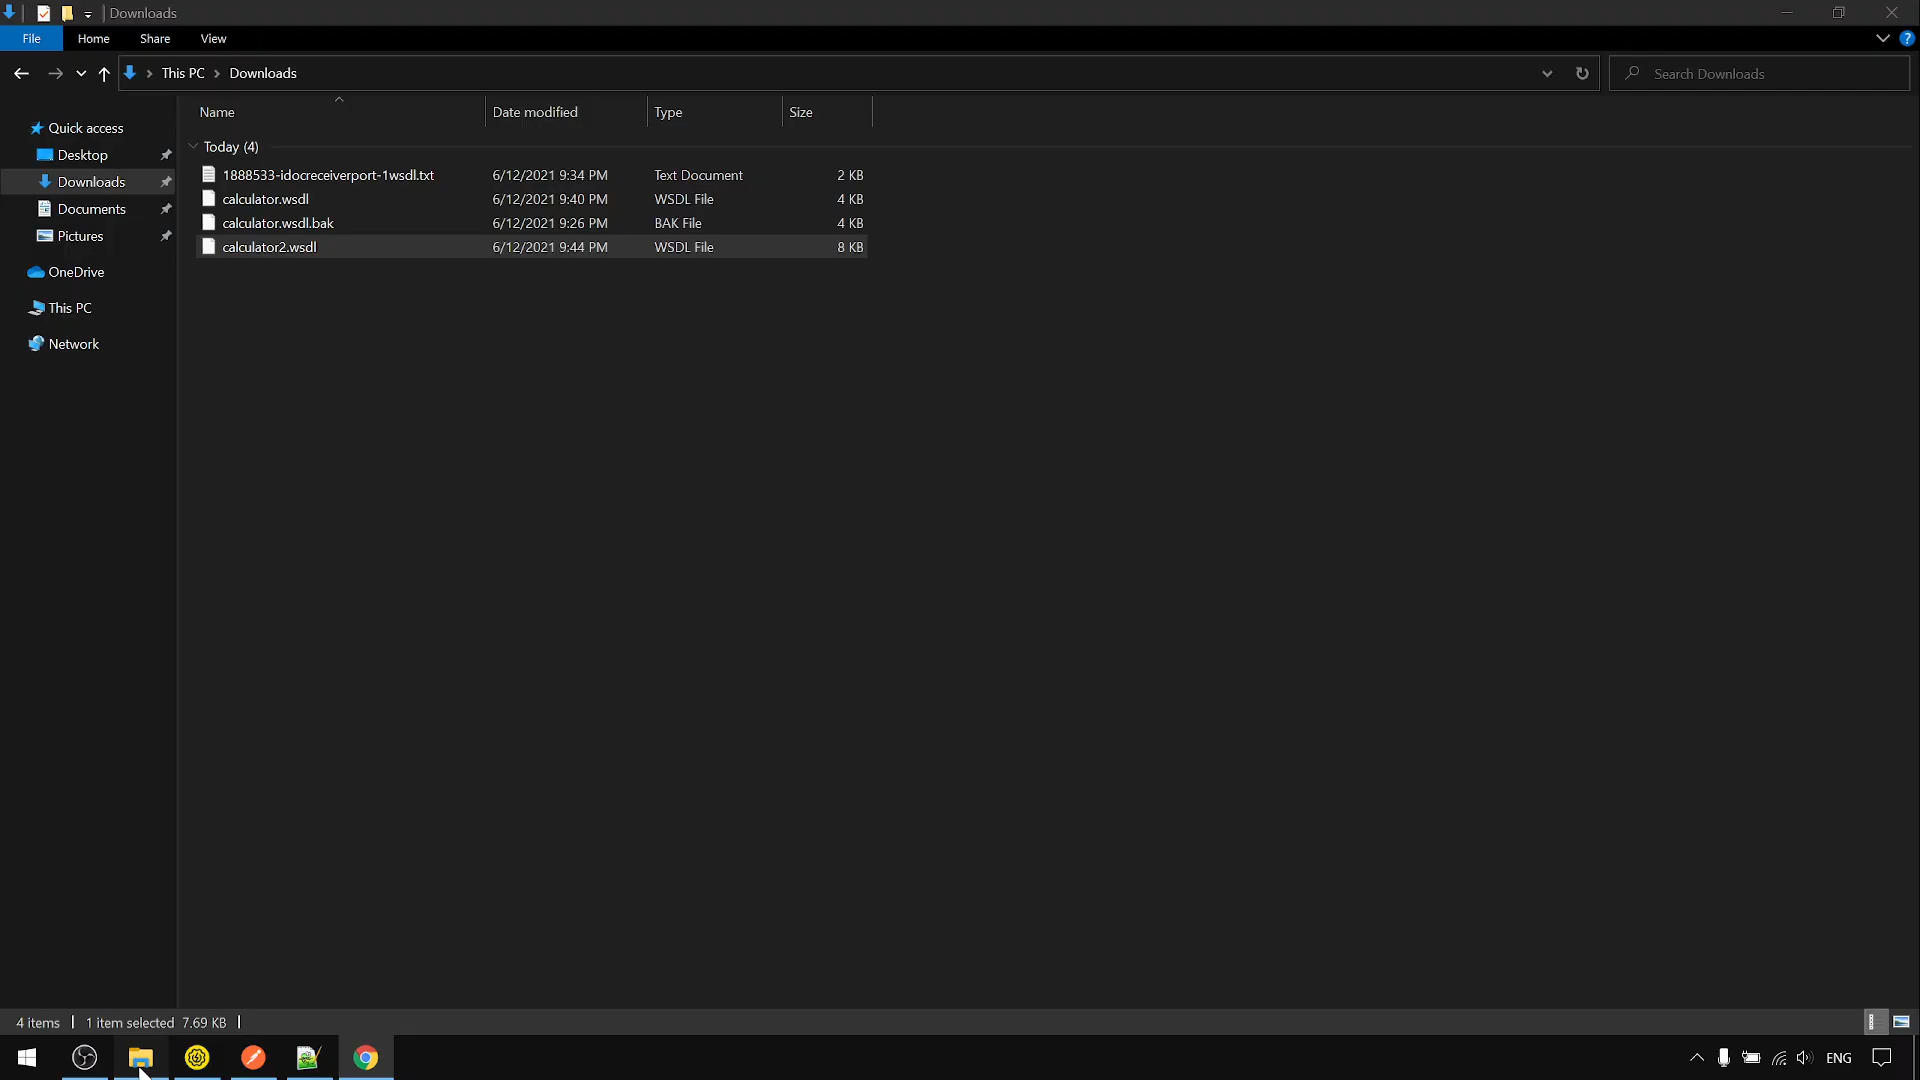 Downloads
File Home Share View
This PC Downloads Search Downloads
Name Date modified Type Size
Quick access
Desktop
Downloads
Documents
Pictures
OneDrive
This PC
Network
Today (4)
1888533-idocreceiverport-1wsdl.txt 6/12/2021 9:34 PM Text Document 2 KB
calculator.wsdl 6/12/2021 9:40 PM WSDL File 4 KB
calculator.wsdl.bak 6/12/2021 9:26 PM BAK File 4 KB
calculator2.wsdl 6/12/2021 9:44 PM WSDL File 8 KB
4 items 1 item selected 7.69 KB
ENG